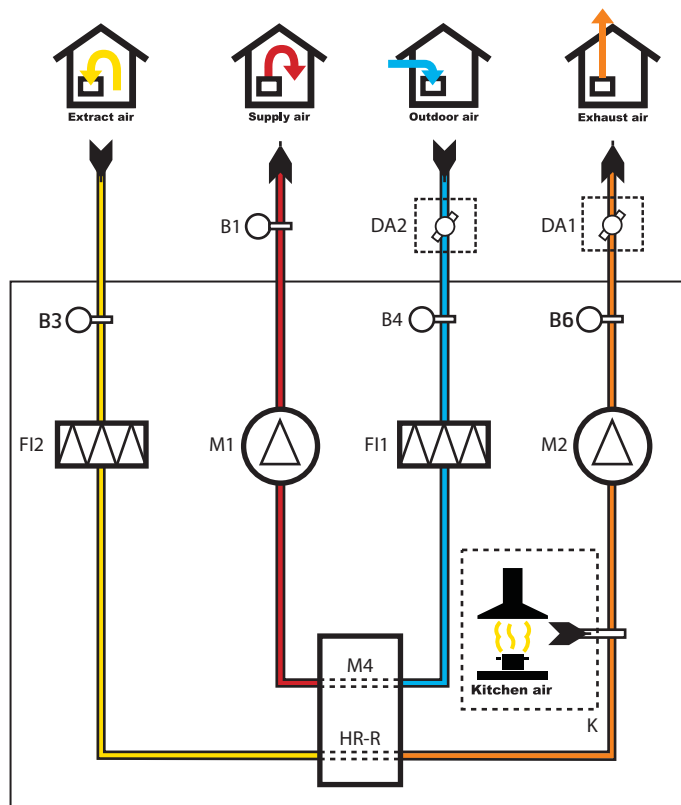 Extract air
Supply air
Outdoor air
Exhaust air
B1
DA2
DA1
B3
B4
B6
FI2
M1
FI1
M2
M4
Kitchen air
K
HR-R